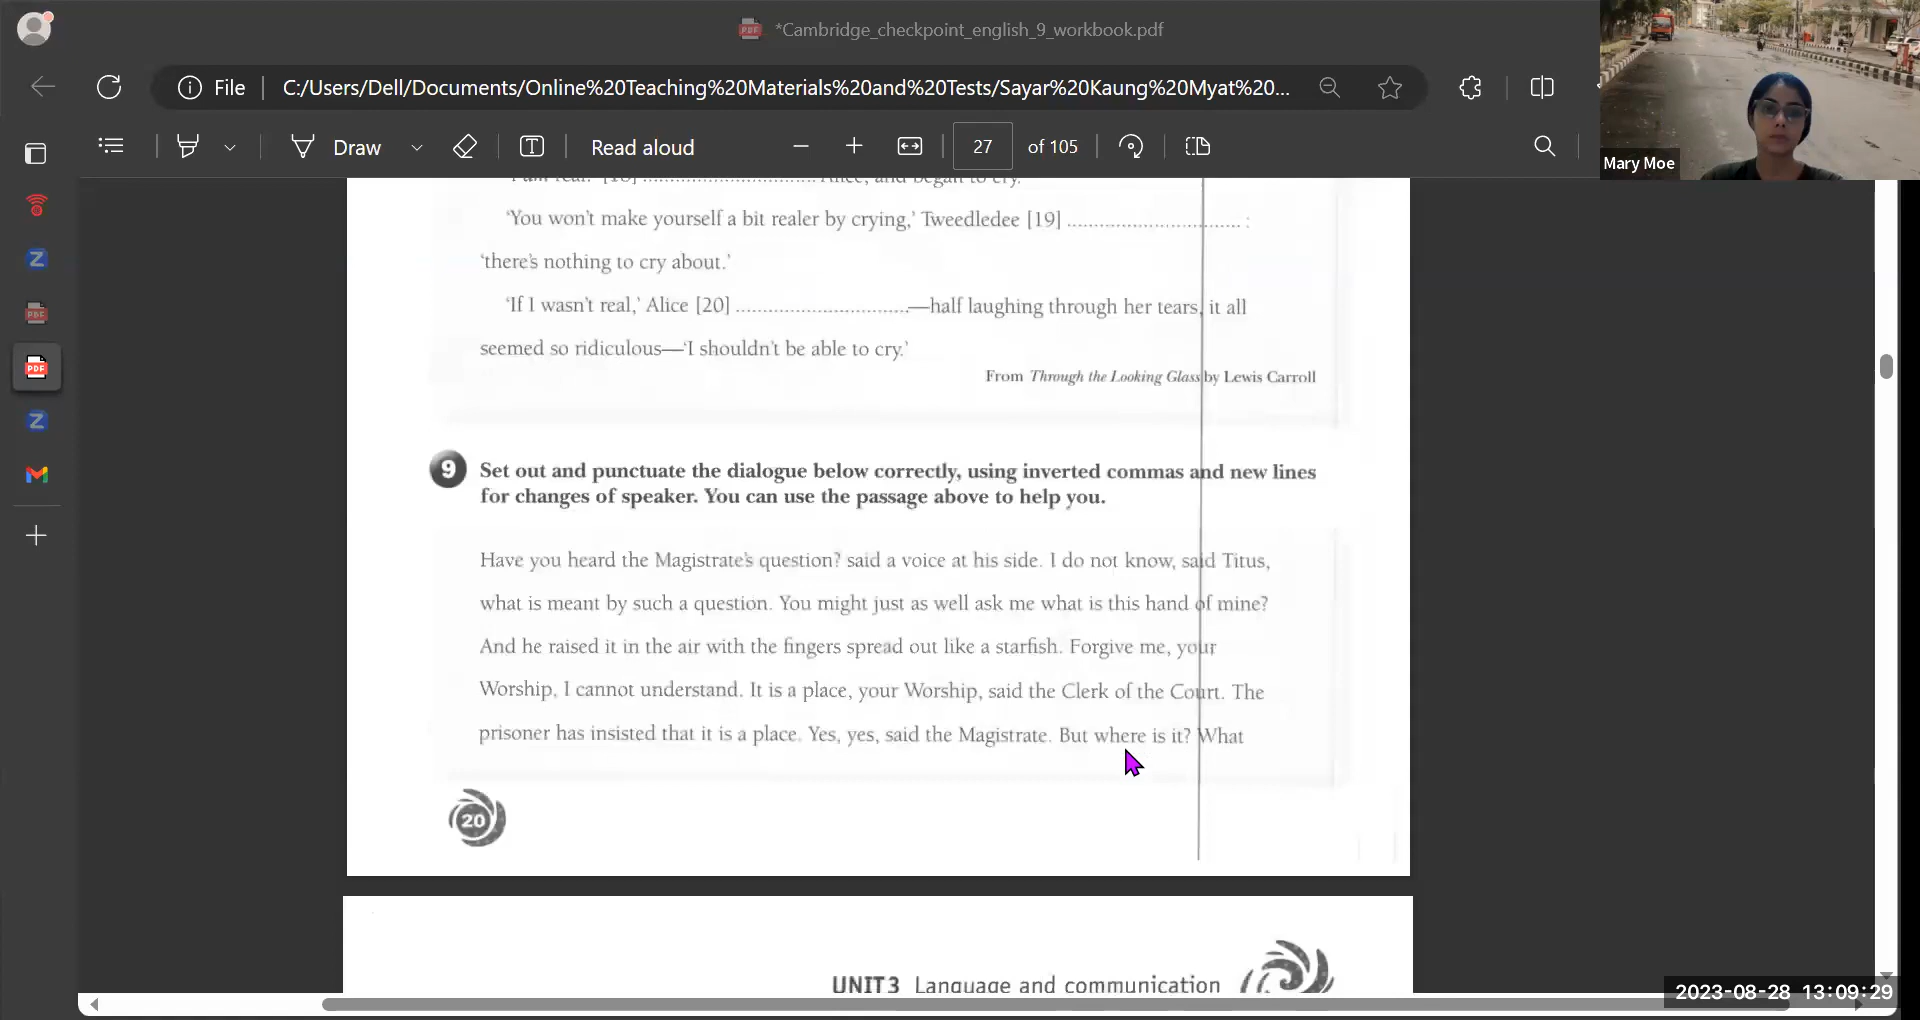 *Cambridge_checkpoint_english_9_workbook.pdf
File
C:/Users/Dell/Documents/Online%20Teaching%20Materials%20and%20Tests/Sayar%20Kaung%20Myat%20...
Draw
Read aloud
27
of 105
Mary Moe
'I am real!' [18] .............................. Alice, and began to cry.
'You won't make yourself a bit realer by crying,' Tweedledee [19] .............................. :
'there's nothing to cry about.'
'If I wasn't real,' Alice [20] ..............................—half laughing through her tears, it all
seemed so ridiculous—'I shouldn't be able to cry.'
From Through the Looking Glass by Lewis Carroll
9
Set out and punctuate the dialogue below correctly, using inverted commas and new lines
for changes of speaker. You can use the passage above to help you.
Have you heard the Magistrate's question? said a voice at his side. I do not know, said Titus,
what is meant by such a question. You might just as well ask me what is this hand of mine?
And he raised it in the air with the fingers spread out like a starfish. Forgive me, your
Worship, I cannot understand. It is a place, your Worship, said the Clerk of the Court. The
prisoner has insisted that it is a place. Yes, yes, said the Magistrate. But where is it? What
20
UNIT 3 Language and communication
2023-08-28 13:09:29